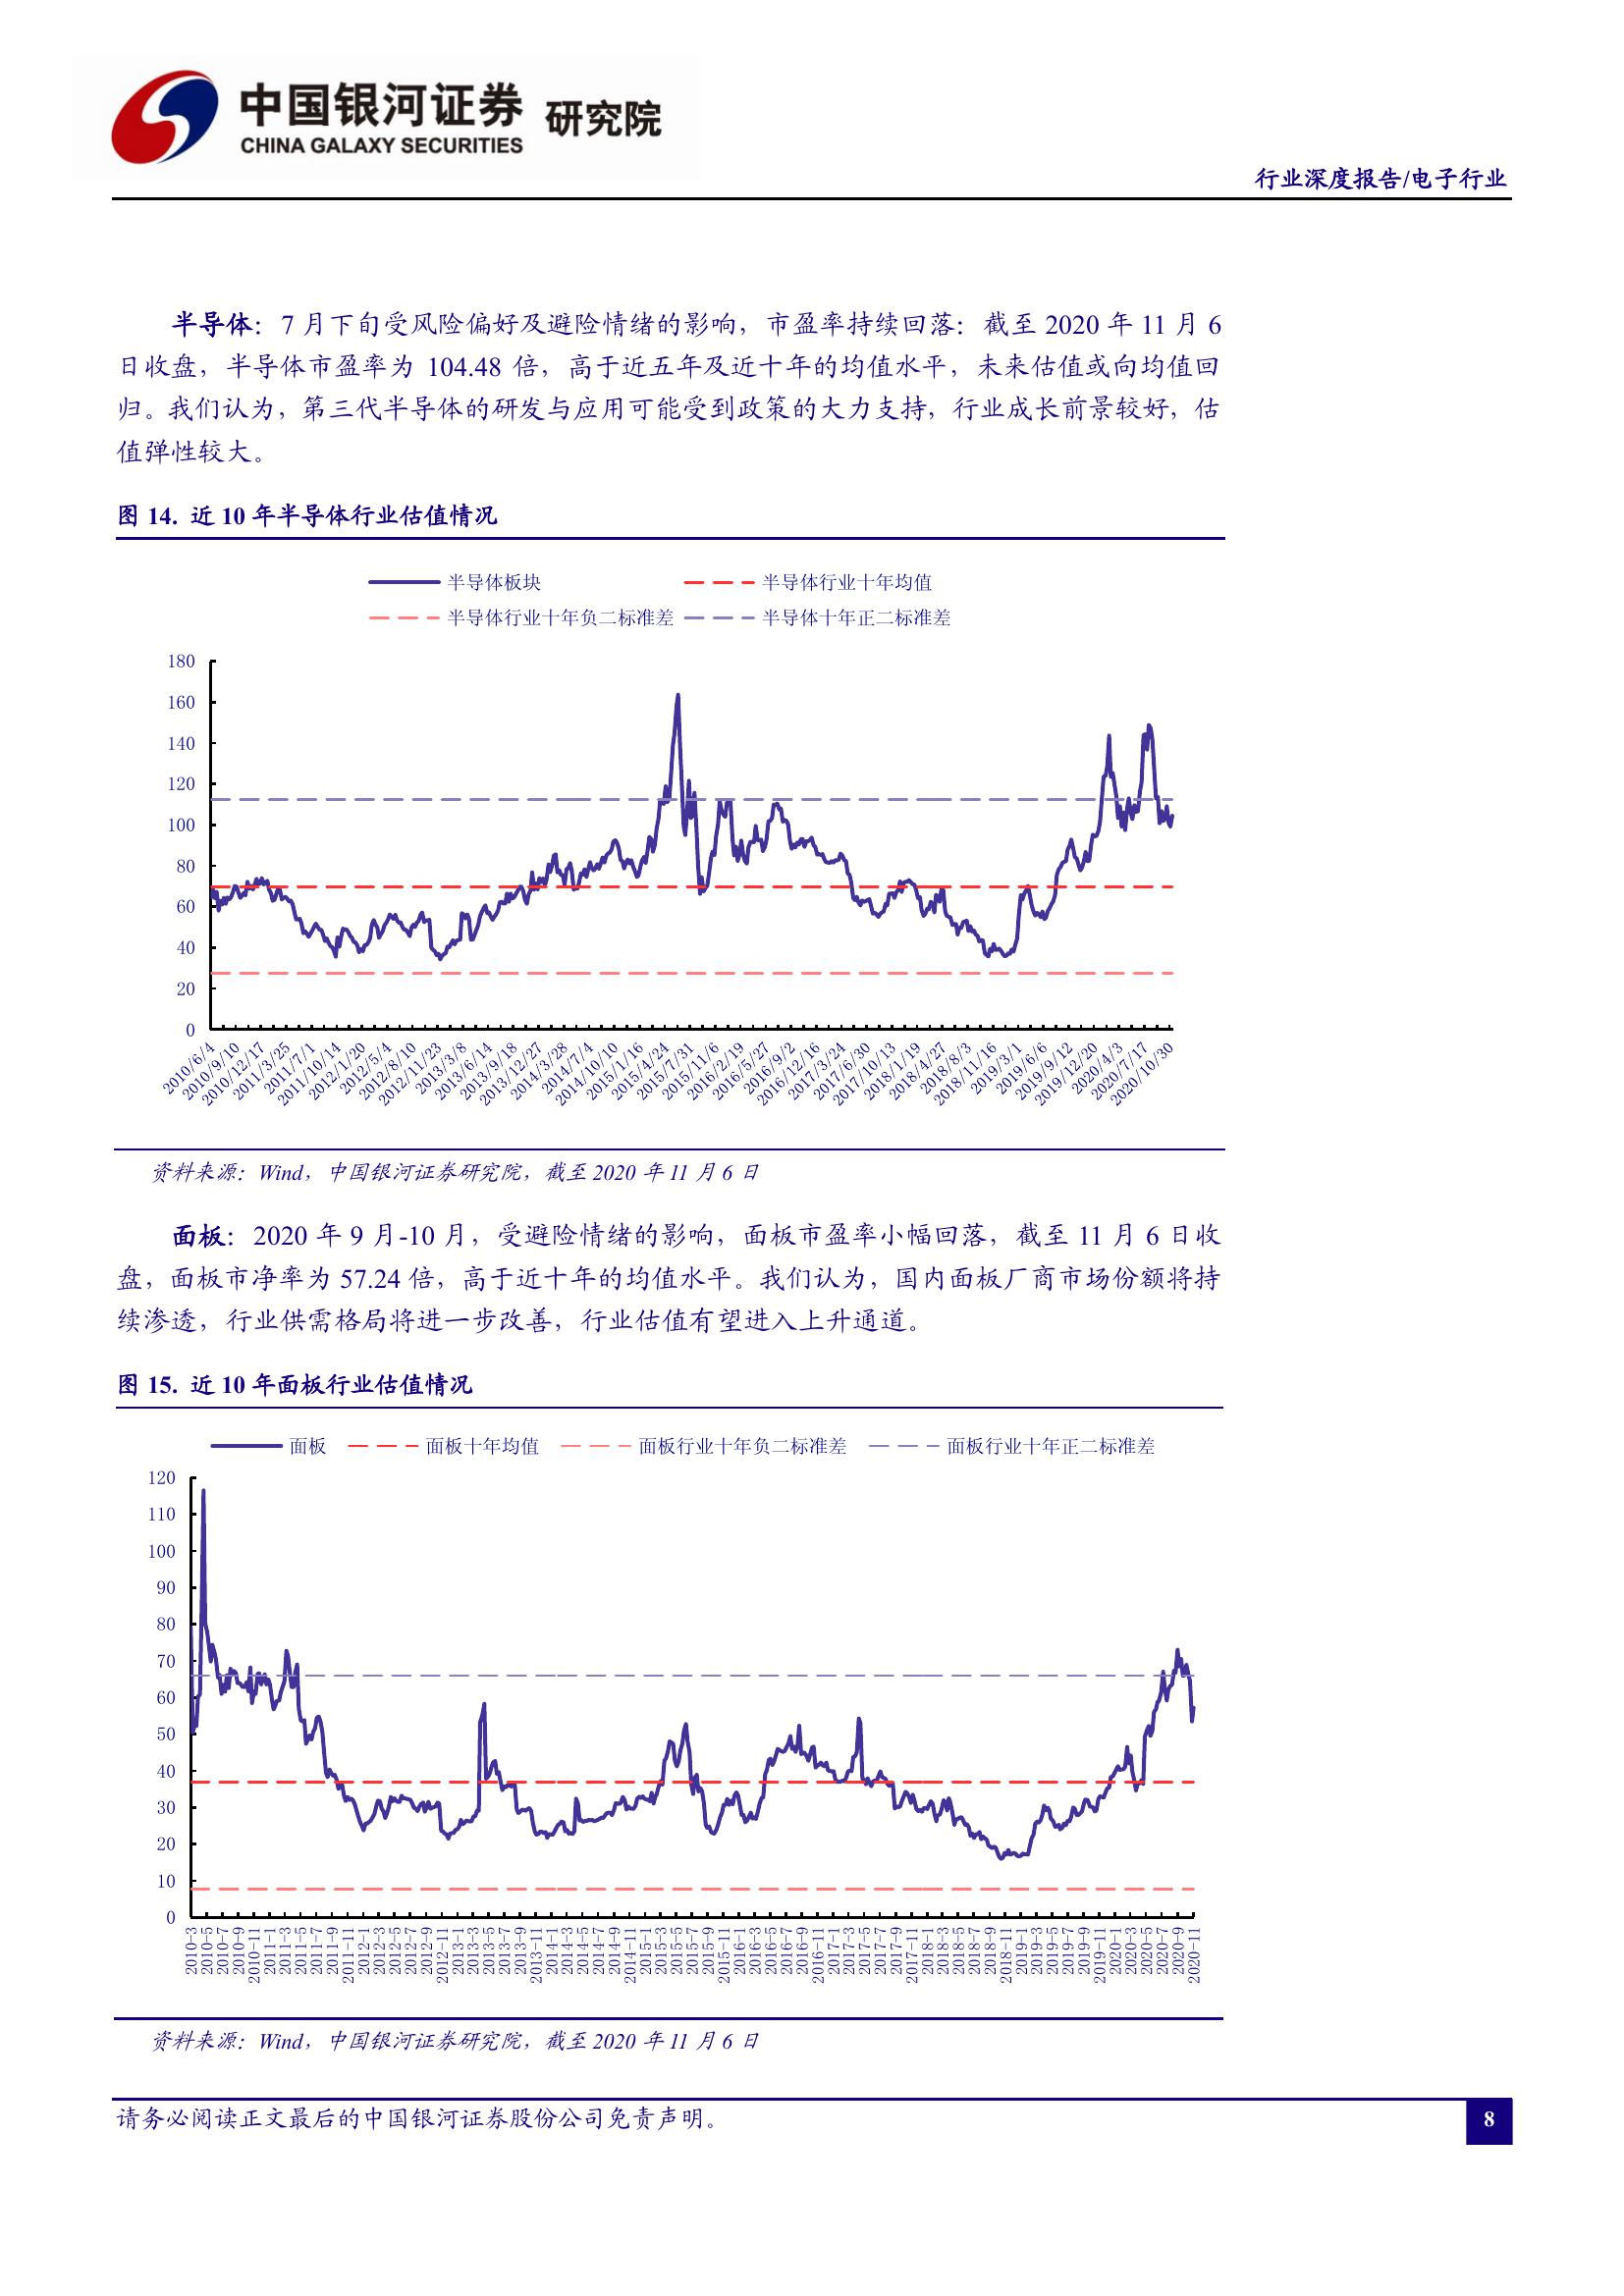 中国银河证券 研究院
CHINA GALAXY SECURITIES
行业深度报告/电子行业
半导体：7 月下旬受风险偏好及避险情绪的影响，市盈率持续回落：截至 2020 年 11 月 6
日收盘，半导体市盈率为 104.48 倍，高于近五年及近十年的均值水平，未来估值或向均值回
归。我们认为，第三代半导体的研发与应用可能受到政策的大力支持，行业成长前景较好，估
值弹性较大。
图 14. 近 10 年半导体行业估值情况
半导体板块 半导体行业十年均值
半导体行业十年负二标准差 半导体十年正二标准差
180
160
140
120
100
80
60
40
20
0
2010/6/4 2010/9/10 2010/12/17 2011/3/25 2011/7/1 2011/10/14 2012/1/20 2012/5/4 2012/8/10 2012/11/23 2013/3/8 2013/6/14 2013/9/18 2013/12/27 2014/3/28 2014/7/4 2014/10/10 2015/1/16 2015/4/24 2015/7/31 2015/11/6 2016/2/19 2016/5/27 2016/9/2 2016/12/16 2017/3/24 2017/6/30 2017/10/13 2018/1/19 2018/4/27 2018/8/3 2018/11/16 2019/3/1 2019/6/6 2019/9/12 2019/12/20 2020/4/3 2020/7/17 2020/10/30
资料来源：Wind，中国银河证券研究院，截至 2020 年 11 月 6 日
面板：2020 年 9 月-10 月，受避险情绪的影响，面板市盈率小幅回落，截至 11 月 6 日收
盘，面板市净率为 57.24 倍，高于近十年的均值水平。我们认为，国内面板厂商市场份额将持
续渗透，行业供需格局将进一步改善，行业估值有望进入上升通道。
图 15. 近 10 年面板行业估值情况
面板 面板十年均值 面板行业十年负二标准差 面板行业十年正二标准差
120
110
100
90
80
70
60
50
40
30
20
10
0
2010-3 2010-5 2010-7 2010-9 2010-11 2011-1 2011-3 2011-5 2011-7 2011-9 2011-11 2012-1 2012-3 2012-5 2012-7 2012-9 2012-11 2013-1 2013-3 2013-5 2013-7 2013-9 2013-11 2014-1 2014-3 2014-5 2014-7 2014-9 2014-11 2015-1 2015-3 2015-5 2015-7 2015-9 2015-11 2016-1 2016-3 2016-5 2016-7 2016-9 2016-11 2017-1 2017-3 2017-5 2017-7 2017-9 2017-11 2018-1 2018-3 2018-5 2018-7 2018-9 2018-11 2019-1 2019-3 2019-5 2019-7 2019-9 2019-11 2020-1 2020-3 2020-5 2020-7 2020-9 2020-11
资料来源：Wind，中国银河证券研究院，截至 2020 年 11 月 6 日
请务必阅读正文最后的中国银河证券股份公司免责声明。
8